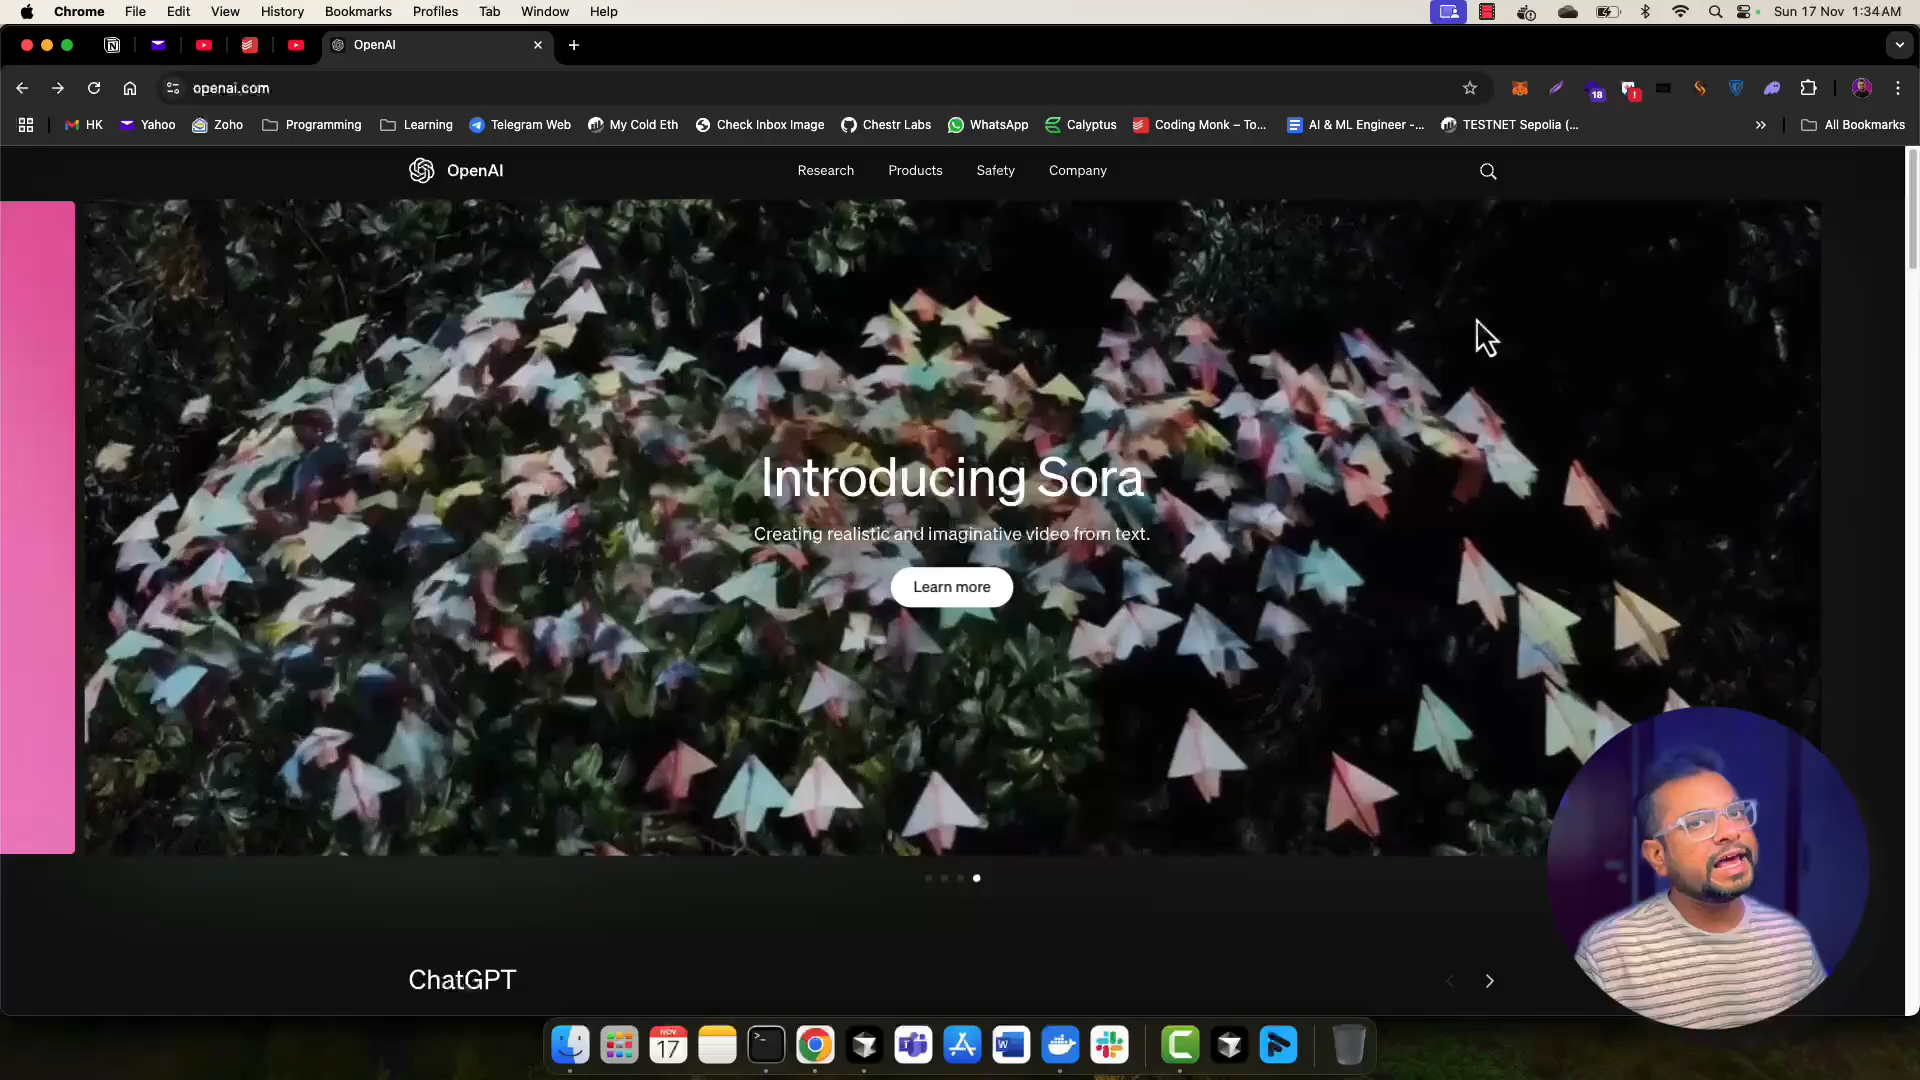 Chrome File Edit View History Bookmarks Profiles Tab Window Help Sun 17 Nov 1:34 AM
OpenAI
openai.com
18
HK Yahoo Zoho Programming Learning Telegram Web My Cold Eth Check Inbox Image Chestr Labs WhatsApp Calyptus Coding Monk – To... AI & ML Engineer -... TESTNET Sepolia (... » All Bookmarks
OpenAI Research Products Safety Company
Introducing Sora
Creating realistic and imaginative video from text.
Learn more
ChatGPT
NOV
17